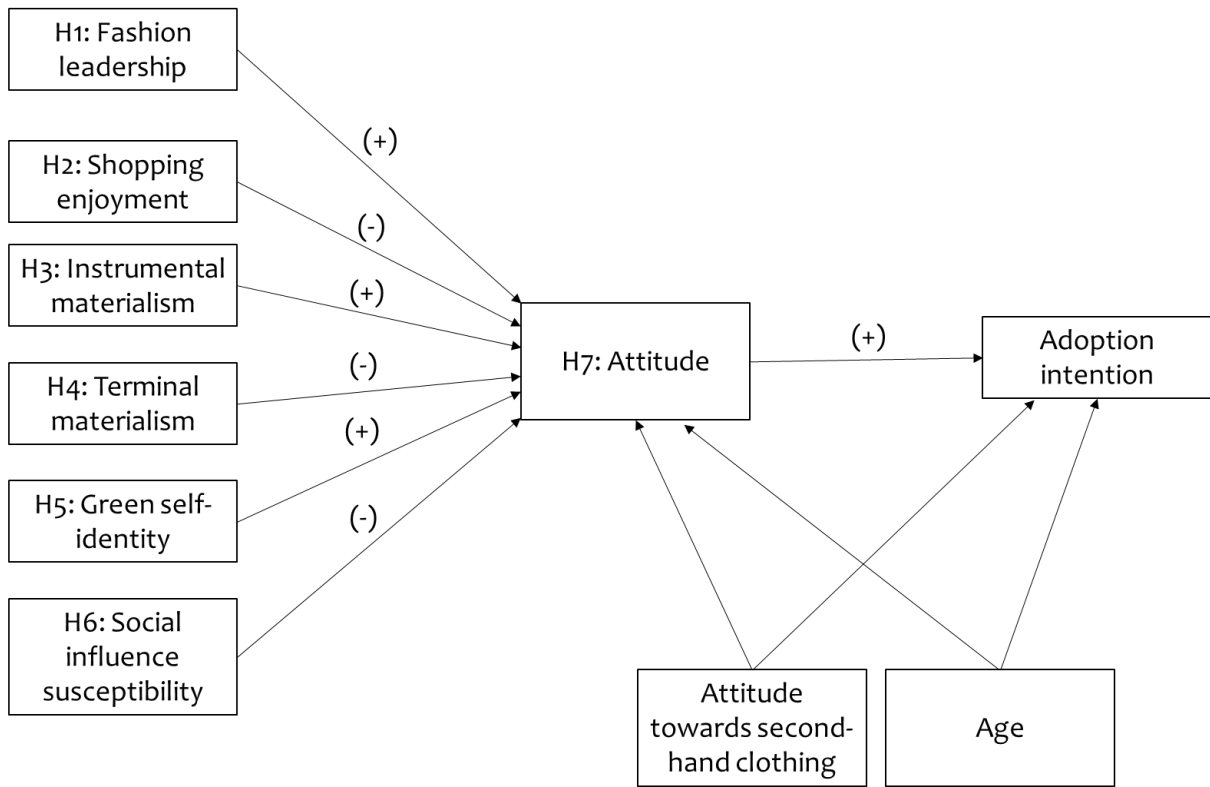 H1: Fashion
leadership
(+)
H2: Shopping
enjoyment
(-)
H3: Instrumental
materialism
(+)
H4: Terminal
materialism
(-)
H5: Green self-
identity
(+)
H6: Social
influence
susceptibility
(-)
H7: Attitude
(+)
Adoption
intention
Attitude
towards second-
hand clothing
Age